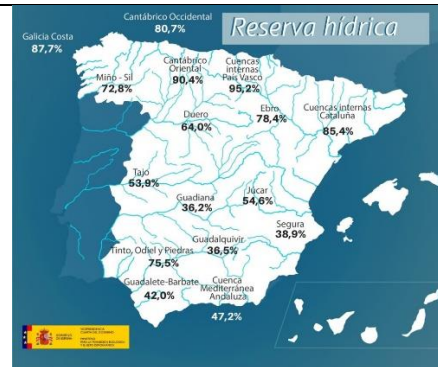 Cantábrico Occidental
80,7%
Reserva hídrica
Galicia Costa
87,7%
Cantábrico
Oriental
90,4%
Cuencas
internas
País Vasco
95,2%
Miño - Sil
72,8%
Ebro
78,4%
Cuencas internas
Cataluña
85,4%
Duero
64,0%
Tajo
53,9%
Guadiana
36,2%
Júcar
54,6%
Segura
38,9%
Guadalquivir
36,5%
Tinto, Odiel y Piedras
75,5%
Guadalete-Barbate
42,0%
Cuenca
Mediterránea
Andaluza
47,2%